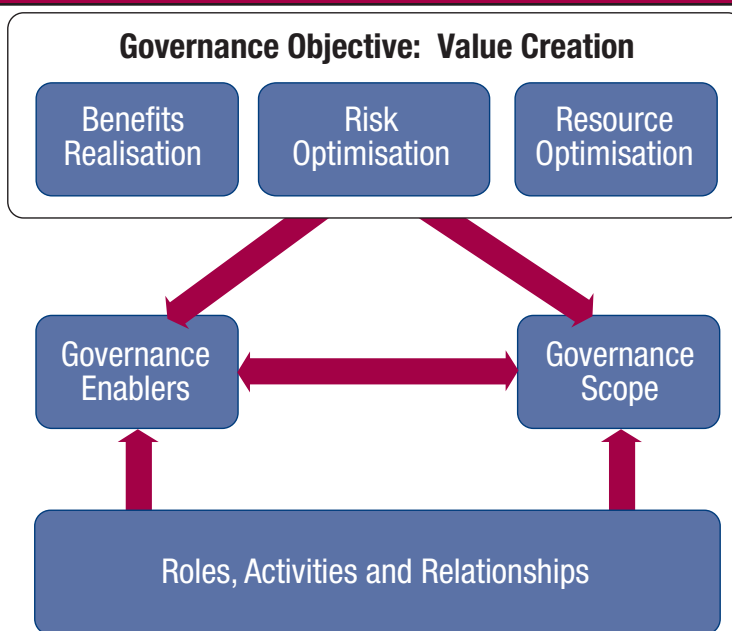 Governance Objective: Value Creation
Benefits
Realisation
Risk
Optimisation
Resource
Optimisation
Governance
Enablers
Governance
Scope
Roles, Activities and Relationships